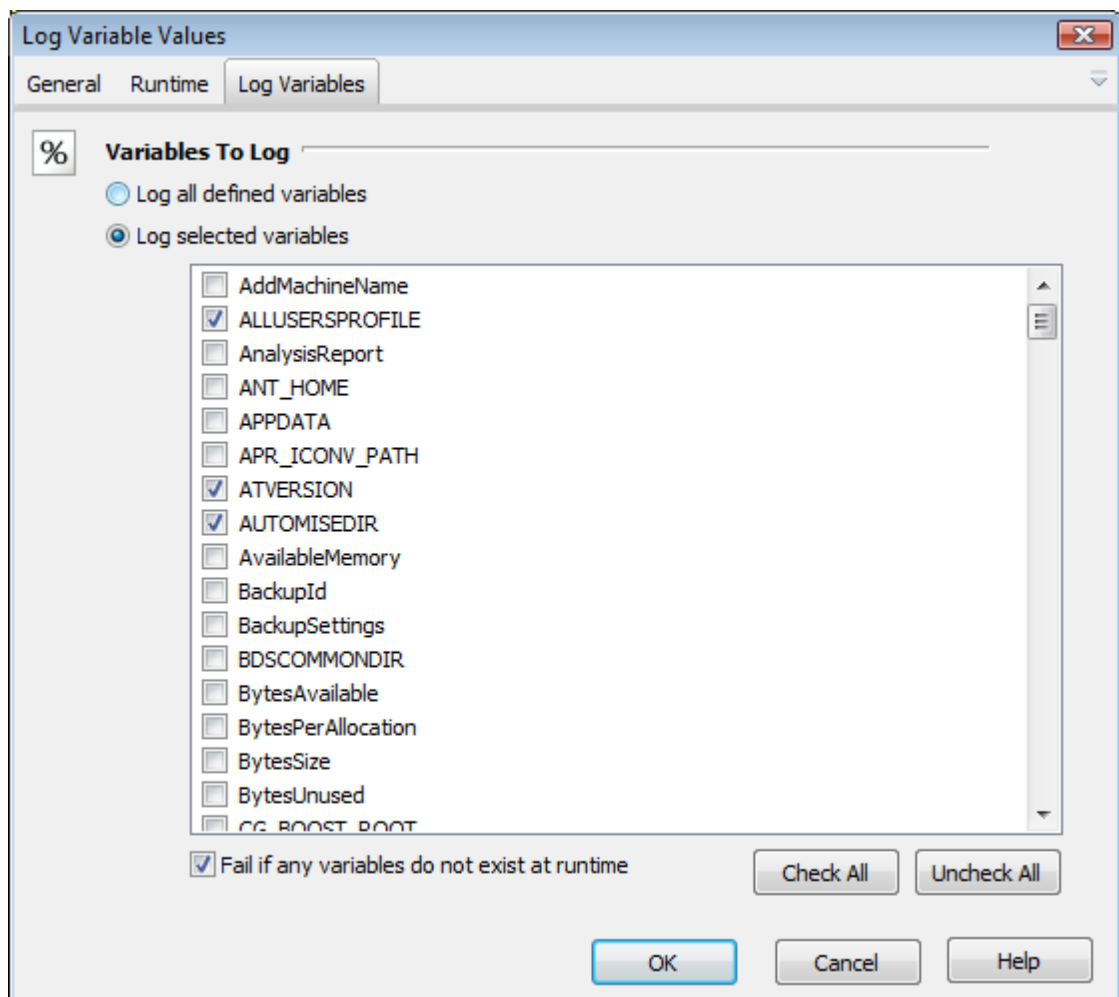 Log Variable Values
General Runtime Log Variables
% Variables To Log
Log all defined variables
Log selected variables
AddMachineName
ALLUSERSPROFILE
AnalysisReport
ANT_HOME
APPDATA
APR_ICONV_PATH
ATVERSION
AUTOMISEDIR
AvailableMemory
BackupId
BackupSettings
BDSCOMMONDIR
BytesAvailable
BytesPerAllocation
BytesSize
BytesUnused
CG_BOOST_ROOT
Fail if any variables do not exist at runtime
Check All Uncheck All
OK Cancel Help